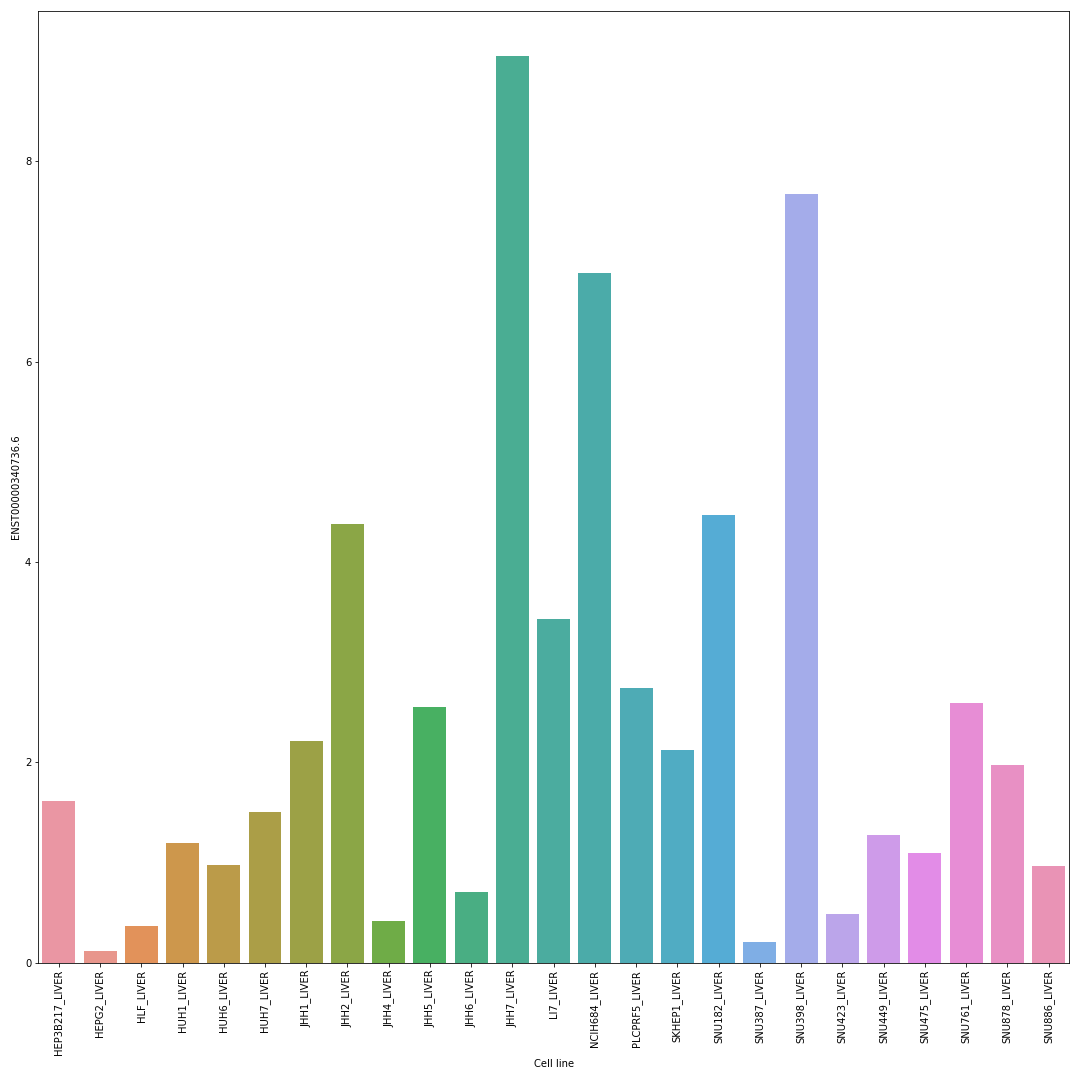 ENST00000340736.6
8
6
4
2
0
HEP3B217_LIVER
HEPG2_LIVER
HLF_LIVER
HUH1_LIVER
HUH6_LIVER
HUH7_LIVER
JHH1_LIVER
JHH2_LIVER
JHH4_LIVER
JHH5_LIVER
JHH6_LIVER
JHH7_LIVER
LI7_LIVER
NCIH684_LIVER
PLCPRF5_LIVER
SKHEP1_LIVER
SNU182_LIVER
SNU387_LIVER
SNU398_LIVER
SNU423_LIVER
SNU449_LIVER
SNU475_LIVER
SNU761_LIVER
SNU878_LIVER
SNU886_LIVER
Cell line